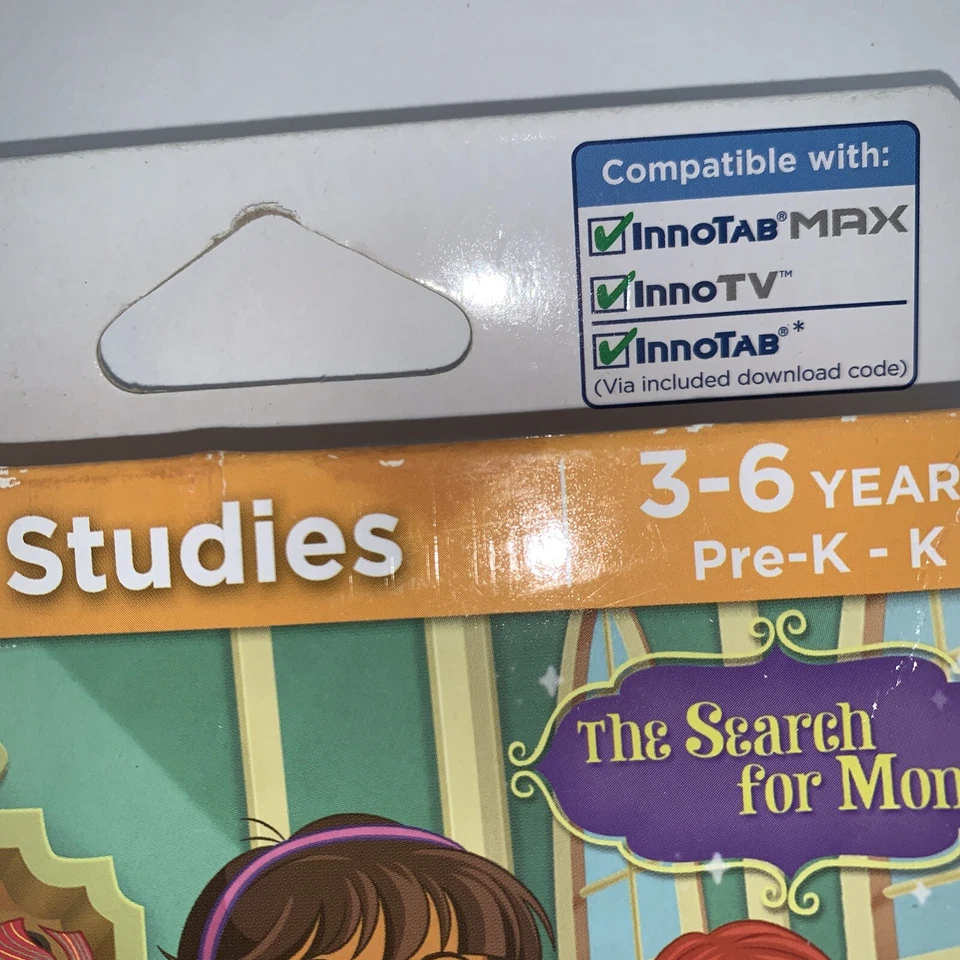 Compatible with:
InnoTAB® MAX
InnoTV™
InnoTAB®*
(Via included download code)
Studies
3-6 YEAR
Pre-K - K
The Search
for Mon